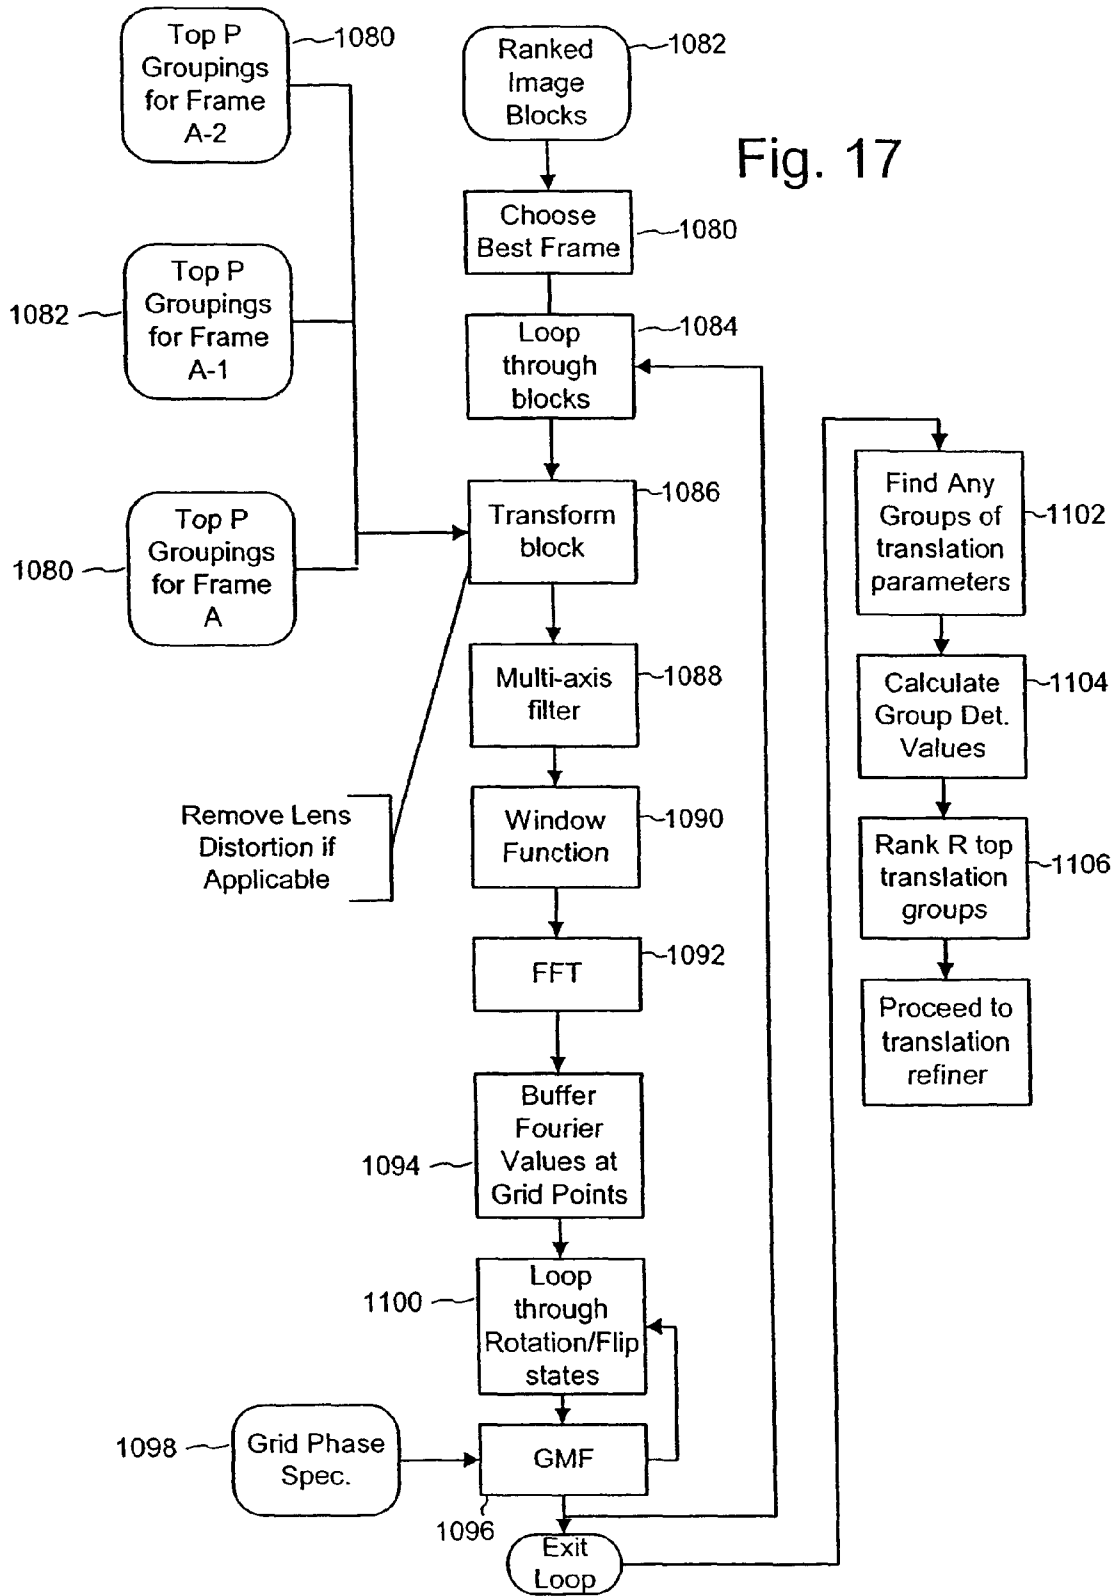 Top P
Groupings
for Frame
A-2
1080
Ranked
Image
Blocks
1082
Fig. 17
Choose
Best Frame
1080
Top P
Groupings
for Frame
A-1
1082
Loop
through
blocks
1084
Top P
Groupings
for Frame
A
1080
Transform
block
1086
Multi-axis
filter
1088
Remove Lens
Distortion if
Applicable
Window
Function
1090
FFT
1092
Buffer
Fourier
Values at
Grid Points
1094
Loop
through
Rotation/Flip
states
1100
Grid Phase
Spec.
1098
GMF
1096
Exit
Loop
Find Any
Groups of
translation
parameters
1102
Calculate
Group Det.
Values
1104
Rank R top
translation
groups
1106
Proceed to
translation
refiner